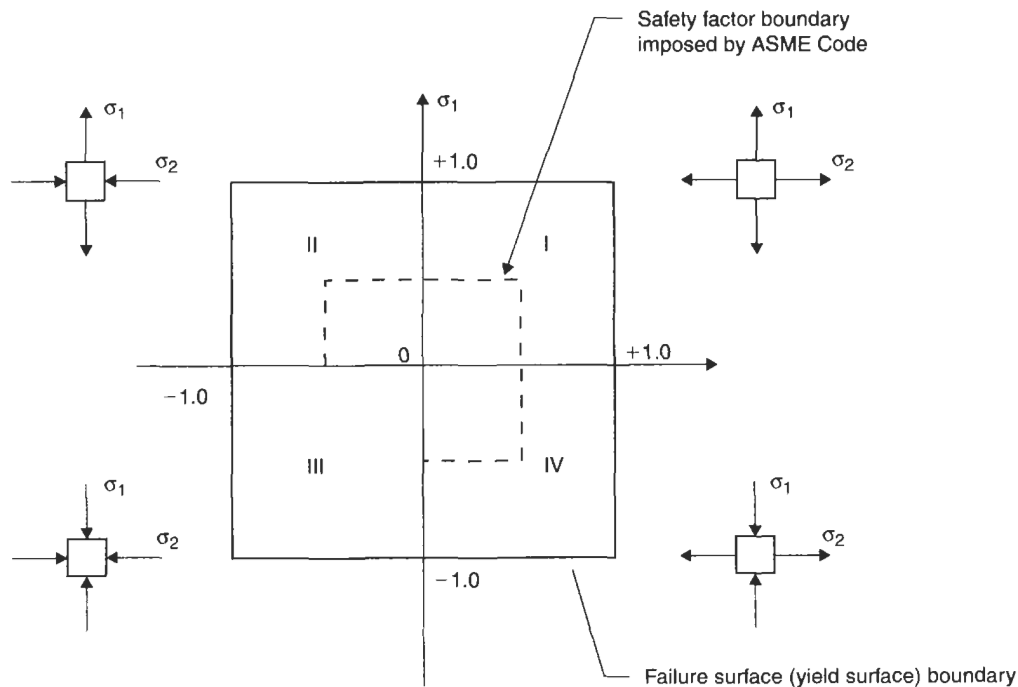 Safety factor boundary
imposed by ASME Code
σ1
σ1
σ1
σ2
+1.0
σ2
II
I
0
+1.0
−1.0
III
IV
σ1
σ1
σ2
σ2
−1.0
Failure surface (yield surface) boundary